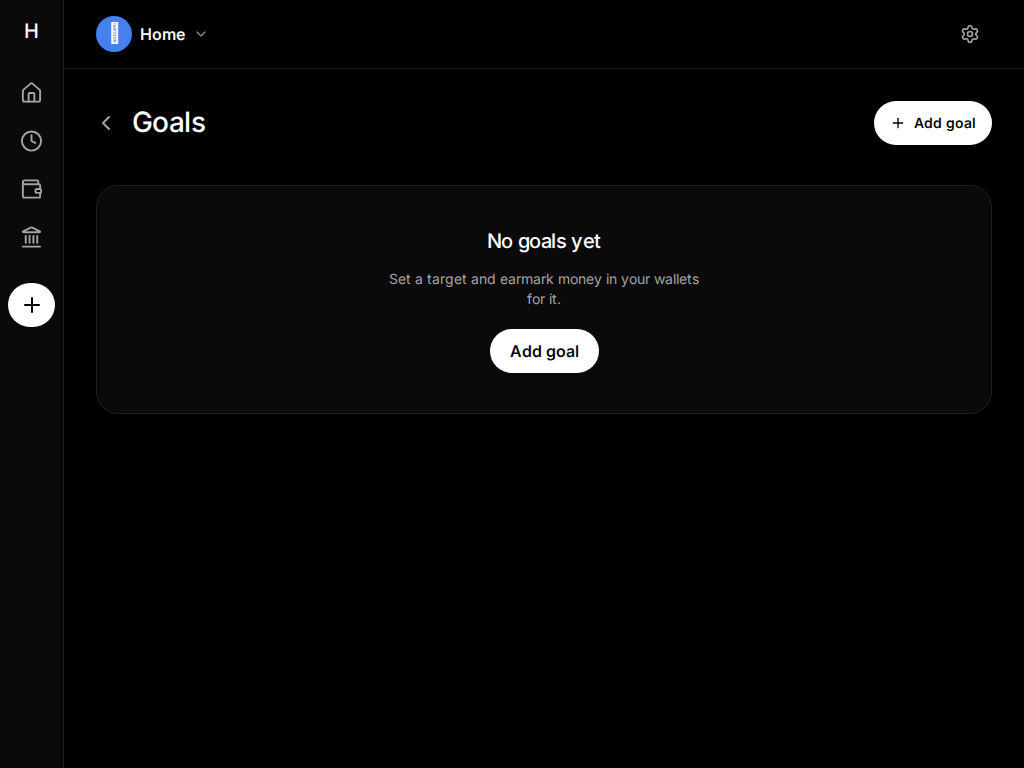 H
Home
Goals
Add goal
No goals yet
Set a target and earmark money in your wallets
for it.
Add goal